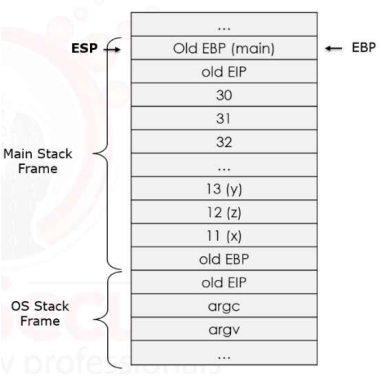 ...
ESP
Old EBP (main)
EBP
old EIP
30
31
32
Main Stack
Frame
...
13 (y)
12 (z)
11 (x)
old EBP
old EIP
OS Stack
Frame
argc
argv
...